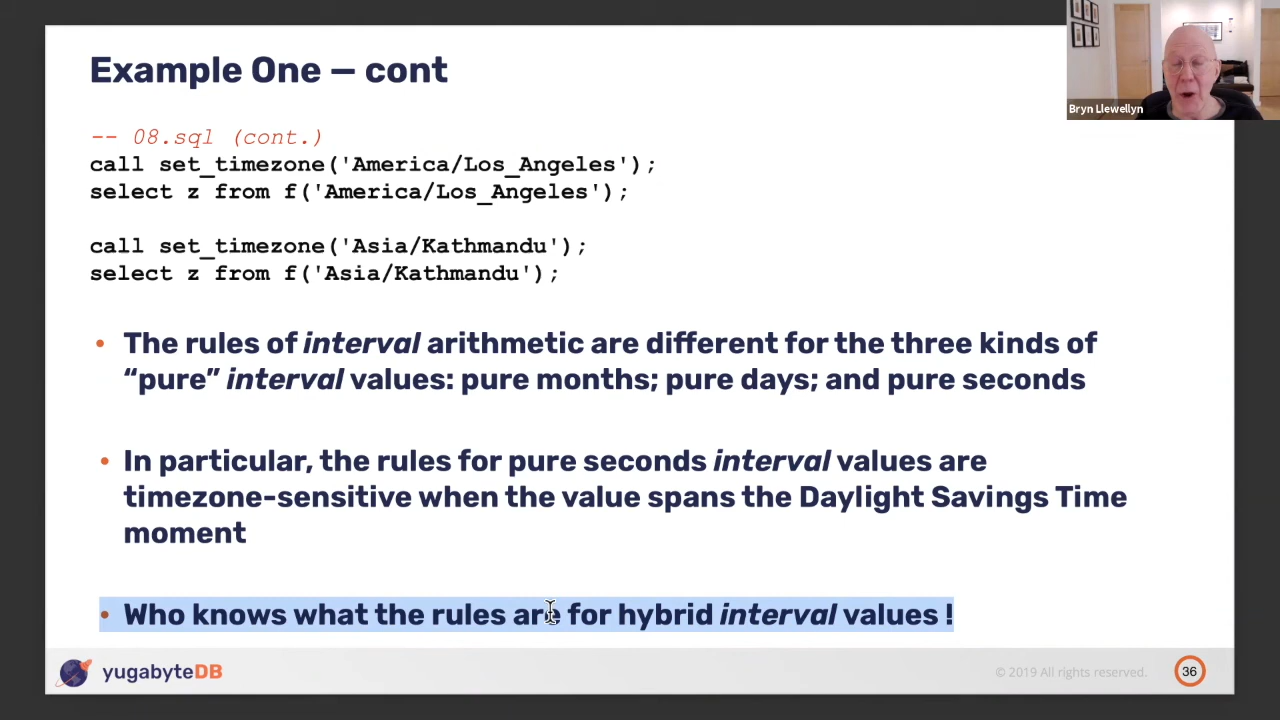 Example One — cont
Bryn Llewellyn
-- 08.sql (cont.)
call set_timezone('America/Los_Angeles');
select z from f('America/Los_Angeles');
call set_timezone('Asia/Kathmandu');
select z from f('Asia/Kathmandu');
• The rules of interval arithmetic are different for the three kinds of
“pure” interval values: pure months; pure days; and pure seconds
• In particular, the rules for pure seconds interval values are
timezone-sensitive when the value spans the Daylight Savings Time
moment
• Who knows what the rules are for hybrid interval values !
yugabyteDB
© 2019 All rights reserved.
36